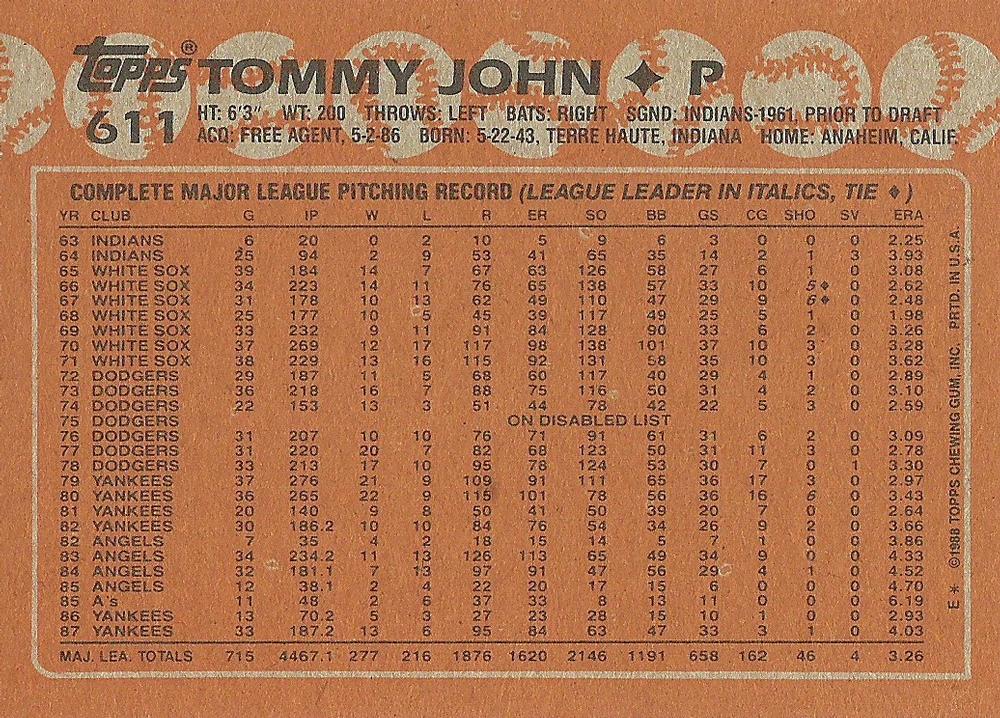 topps® TOMMY JOHN ✦ P
611 HT: 6'3" WT: 200 THROWS: LEFT BATS: RIGHT SGND: INDIANS-1961, PRIOR TO DRAFT
ACQ: FREE AGENT, 5-2-86 BORN: 5-22-43, TERRE HAUTE, INDIANA HOME: ANAHEIM, CALIF.
COMPLETE MAJOR LEAGUE PITCHING RECORD (LEAGUE LEADER IN ITALICS, TIE ♦)
YR CLUB G IP W L R ER SO BB GS CG SHO SV ERA
63 INDIANS 6 20 0 2 10 5 9 6 3 0 0 0 2.25
64 INDIANS 25 94 2 9 53 41 65 35 14 2 1 3 3.93
65 WHITE SOX 39 184 14 7 67 63 126 58 27 6 1 0 3.08
66 WHITE SOX 34 223 14 11 76 65 138 57 33 10 5♦ 0 2.62
67 WHITE SOX 31 178 10 13 62 49 110 47 29 9 6♦ 0 2.48
68 WHITE SOX 25 177 10 5 45 39 117 49 25 5 1 0 1.98
69 WHITE SOX 33 232 9 11 91 84 128 90 33 6 2 0 3.26
70 WHITE SOX 37 269 12 17 117 98 138 101 37 10 3 0 3.28
71 WHITE SOX 38 229 13 16 115 92 131 58 35 10 3 0 3.62
72 DODGERS 29 187 11 5 68 60 117 40 29 4 1 0 2.89
73 DODGERS 36 218 16 7 88 75 116 50 31 4 2 0 3.10
74 DODGERS 22 153 13 3 51 44 78 42 22 5 3 0 2.59
75 DODGERS ON DISABLED LIST
76 DODGERS 31 207 10 10 76 71 91 61 31 6 2 0 3.09
77 DODGERS 31 220 20 7 82 68 123 50 31 11 3 0 2.78
78 DODGERS 33 213 17 10 95 78 124 53 30 7 0 1 3.30
79 YANKEES 37 276 21 9 109 91 111 65 36 17 3 0 2.97
80 YANKEES 36 265 22 9 115 101 78 56 36 16 6 0 3.43
81 YANKEES 20 140 9 8 50 41 50 39 20 7 0 0 2.64
82 YANKEES 30 186.2 10 10 84 76 54 34 26 9 2 0 3.66
82 ANGELS 7 35 4 2 18 15 14 5 7 1 0 0 3.86
83 ANGELS 34 234.2 11 13 126 113 65 49 34 9 0 0 4.33
84 ANGELS 32 181.1 7 13 97 91 47 56 29 4 1 0 4.52
85 ANGELS 12 38.1 2 4 22 20 17 15 6 0 0 0 4.70
85 A's 11 48 2 6 37 33 8 13 11 0 0 0 6.19
86 YANKEES 13 70.2 5 3 27 23 28 15 10 1 0 0 2.93
87 YANKEES 33 187.2 13 6 95 84 63 47 33 3 1 0 4.03
MAJ. LEA. TOTALS 715 4467.1 277 216 1876 1620 2146 1191 658 162 46 4 3.26
E * ©1988 TOPPS CHEWING GUM, INC. PRTD. IN U.S.A.